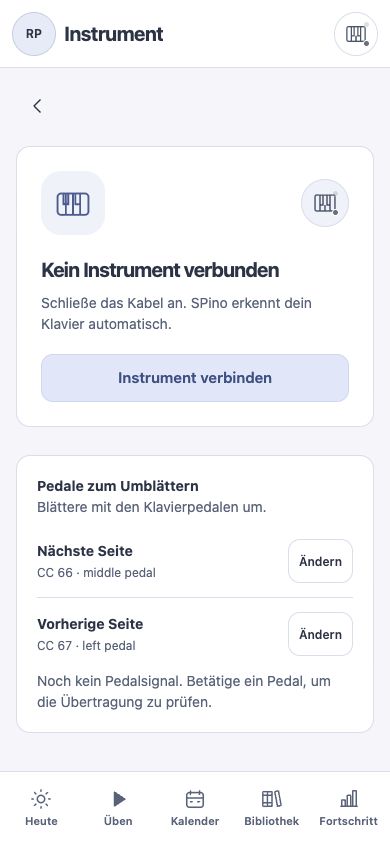 RP
Instrument
Kein Instrument verbunden
Schließe das Kabel an. SPino erkennt dein
Klavier automatisch.
Instrument verbinden
Pedale zum Umblättern
Blättere mit den Klavierpedalen um.
Nächste Seite
CC 66 · middle pedal
Ändern
Vorherige Seite
CC 67 · left pedal
Ändern
Noch kein Pedalsignal. Betätige ein Pedal, um
die Übertragung zu prüfen.
Heute
Üben
Kalender
Bibliothek
Fortschritt